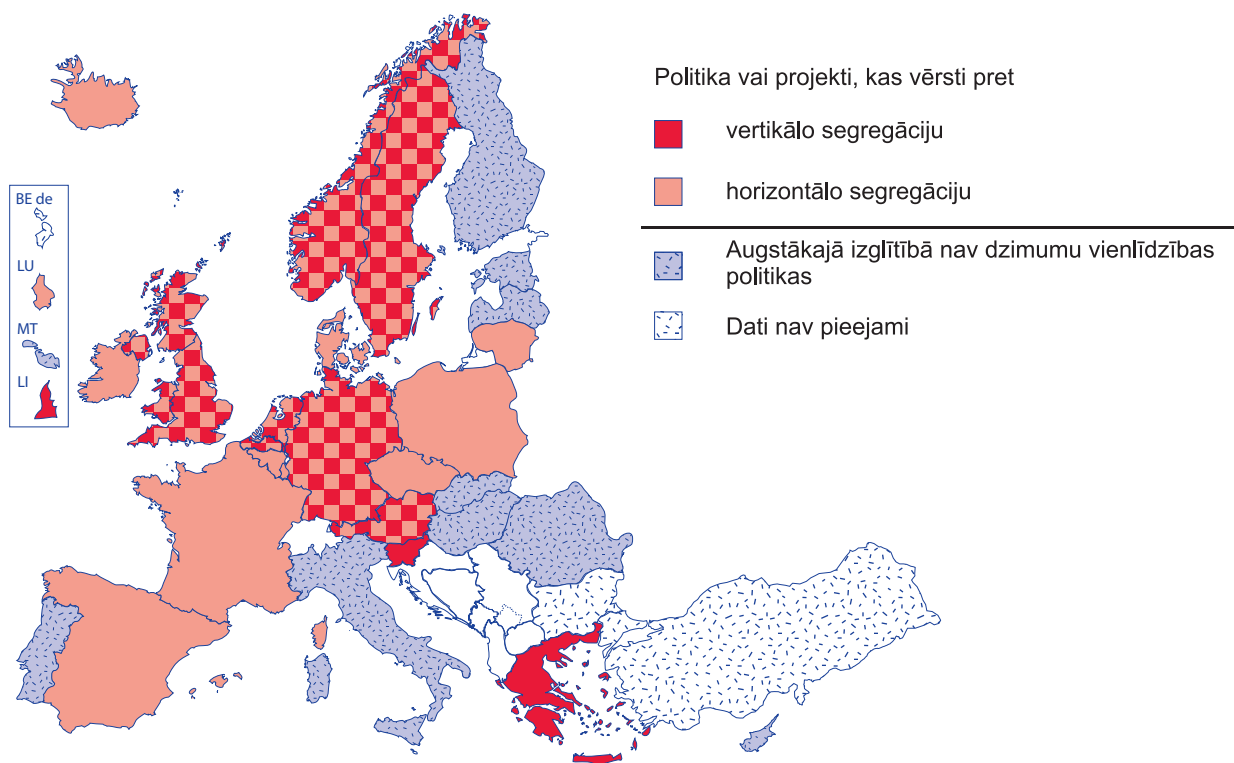 Politika vai projekti, kas vērsti pret
vertikālo segregāciju
horizontālo segregāciju
Augstākajā izglītībā nav dzimumu vienlīdzības
politikas
Dati nav pieejami
BE de
LU
MT
LI